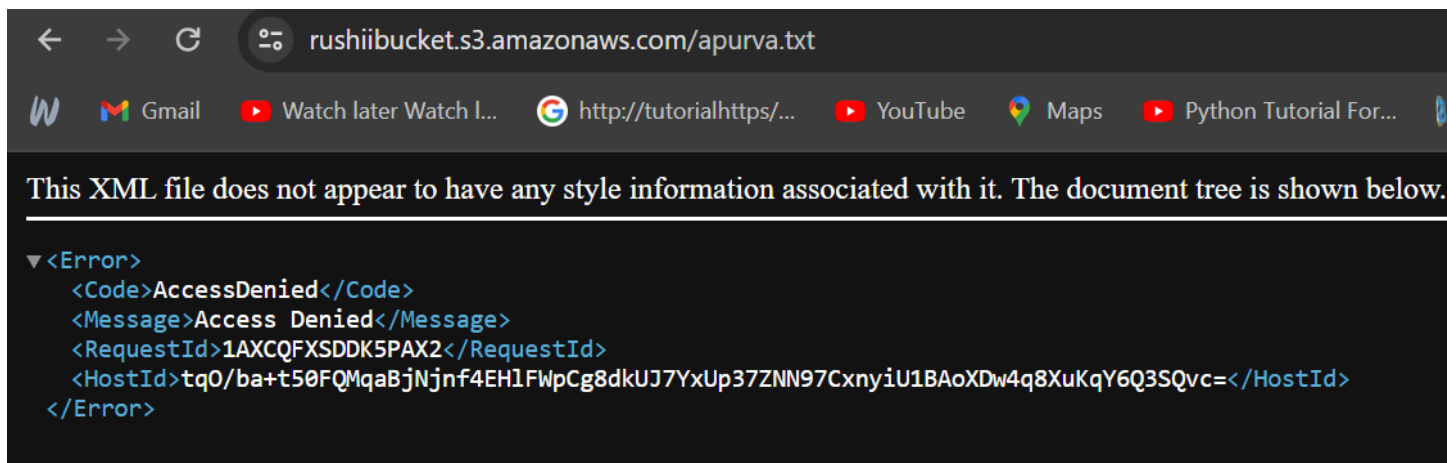 rushiibucket.s3.amazonaws.com/apurva.txt
W Gmail Watch later Watch l... http://tutorialhttps/... YouTube Maps Python Tutorial For...
This XML file does not appear to have any style information associated with it. The document tree is shown below.
<Error>
<Code>AccessDenied</Code>
<Message>Access Denied</Message>
<RequestId>1AXCQFXSDDK5PAX2</RequestId>
<HostId>tqO/ba+t50FQMqaBjNjnf4EHlFWpCg8dkUJ7YxUp37ZNN97CxnyiU1BAoXDw4q8XuKqY6Q3SQvc=</HostId>
</Error>